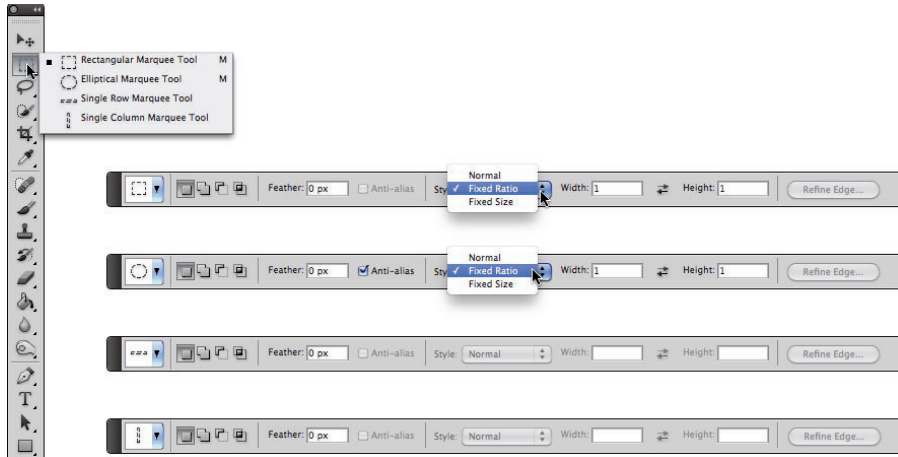 Rectangular Marquee Tool M
Elliptical Marquee Tool M
Single Row Marquee Tool
Single Column Marquee Tool
Normal
Feather: 0 px Anti-alias Sty ✓ Fixed Ratio Width: 1 Height: 1 Refine Edge...
Fixed Size
Normal
Feather: 0 px Anti-alias Sty ✓ Fixed Ratio Width: 1 Height: 1 Refine Edge...
Fixed Size
Feather: 0 px Anti-alias Style: Normal Width: Height: Refine Edge...
Feather: 0 px Anti-alias Style: Normal Width: Height: Refine Edge...